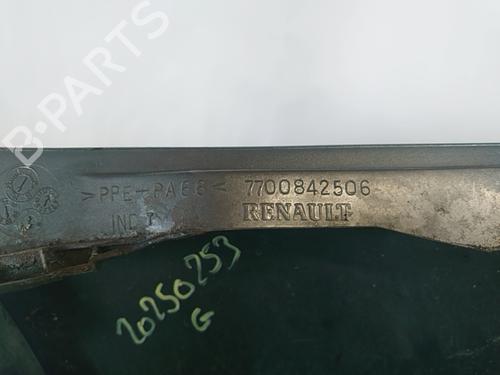 B-PARTS
>PPE-PA66< 7700842506
RENAULT
20250253
G